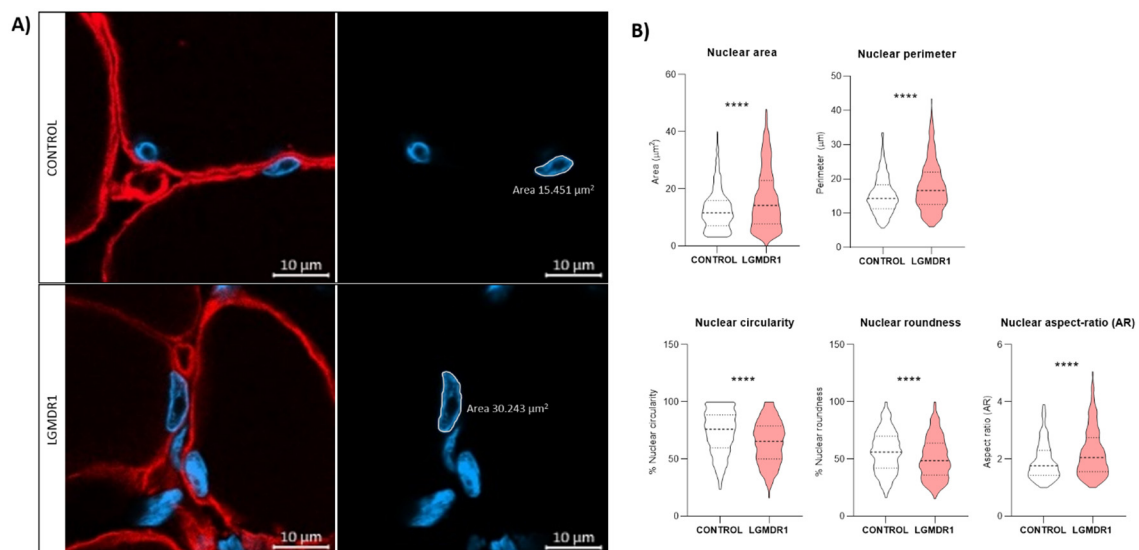 A)
CONTROL
Area 15.451 µm²
10 µm
10 µm
LGMDR1
Area 30.243 µm²
10 µm
10 µm
B)
Nuclear area
60
40
20
0
Area (µm²)
****
CONTROL LGMDR1
Nuclear perimeter
50
40
30
20
10
0
Perimeter (µm)
****
CONTROL LGMDR1
Nuclear circularity
150
100
50
0
% Nuclear circularity
****
CONTROL LGMDR1
Nuclear roundness
150
100
50
0
% Nuclear roundness
****
CONTROL LGMDR1
Nuclear aspect-ratio (AR)
6
4
2
0
Aspect ratio (AR)
****
CONTROL LGMDR1